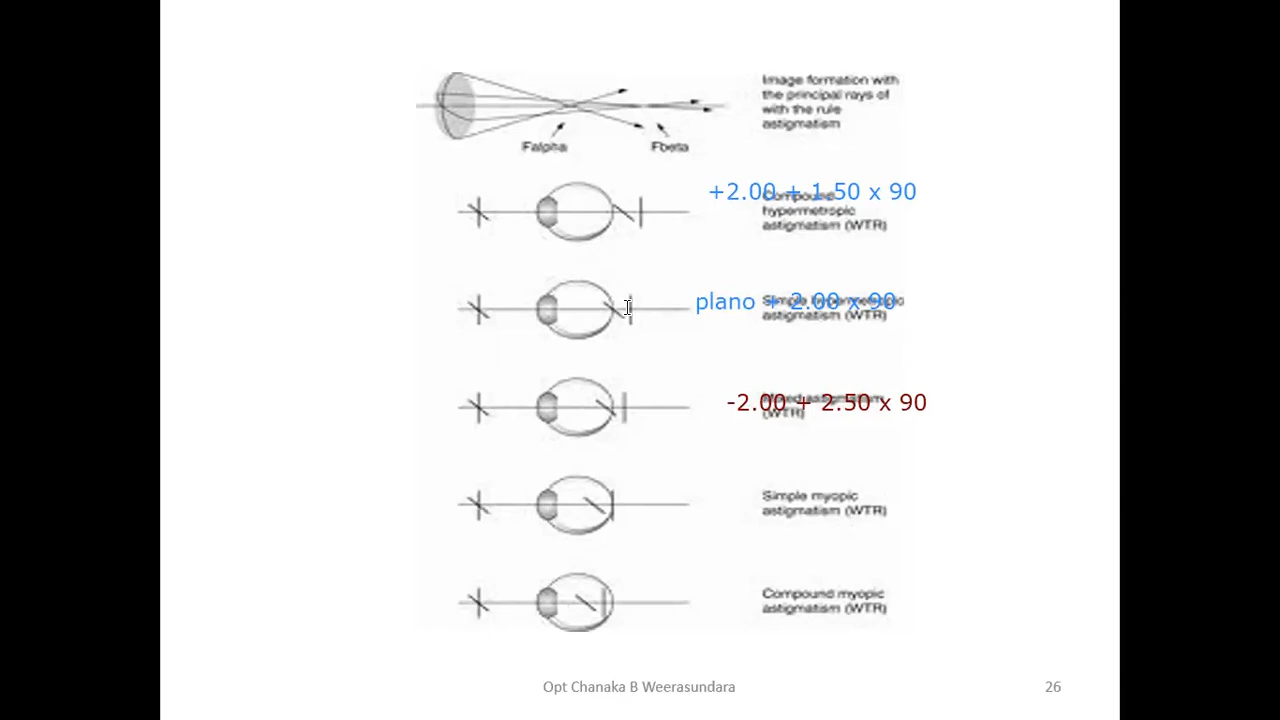 Image formation with
the principal rays of
with the rule
astigmatism
Falpha
Fbeta
+2.00 + 1.50 x 90
Compound
hypermetropic
astigmatism (WTR)
plano + 2.00 x 90
Simple hypermetropic
astigmatism (WTR)
-2.00 + 2.50 x 90
Mixed astigmatism
(WTR)
Simple myopic
astigmatism (WTR)
Compound myopic
astigmatism (WTR)
Opt Chanaka B Weerasundara
26